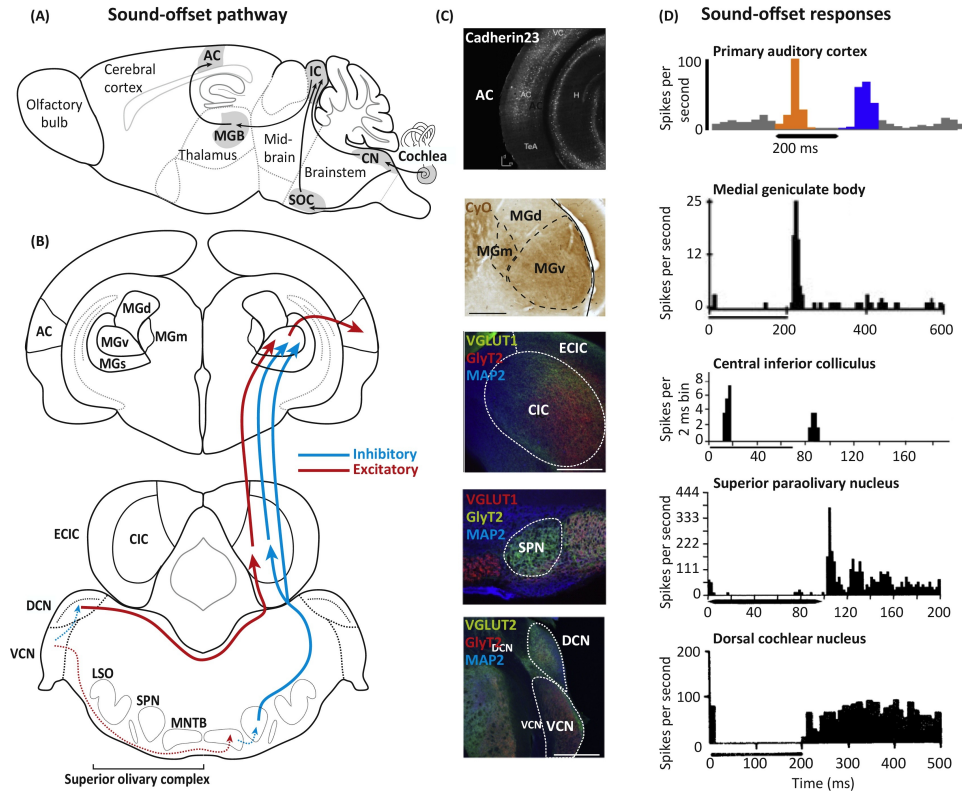 (A)
Sound-offset pathway
AC
IC
Cerebral
cortex
Olfactory
bulb
MGB
Thalamus
Mid-
brain
CN
Cochlea
Brainstem
SOC
(B)
MGd
AC
MGv
MGm
MGs
Inhibitory
Excitatory
ECIC
CIC
DCN
VCN
LSO
SPN
MNTB
Superior olivary complex
(C)
Cadherin23
VC
AC
AC
AC
H
TeA
CyO
MGd
MGm
MGv
VGLUT1
ECIC
GlyT2
MAP2
CIC
VGLUT1
GlyT2
MAP2
SPN
VGLUT2
GlyT2
DCN
DCN
MAP2
VCN
VCN
(D)
Sound-offset responses
Primary auditory cortex
Spikes per
second
100
0
200 ms
Medial geniculate body
Spikes per second
25
12
0
0 200 400 600
Central inferior colliculus
Spikes per
2 ms bin
8
6
4
2
0
0 40 80 120 160
Superior paraolivary nucleus
Spikes per second
444
333
222
111
0
0 40 80 120 160 200
Dorsal cochlear nucleus
Spikes per second
200
100
0
0 100 200 300 400 500
Time (ms)